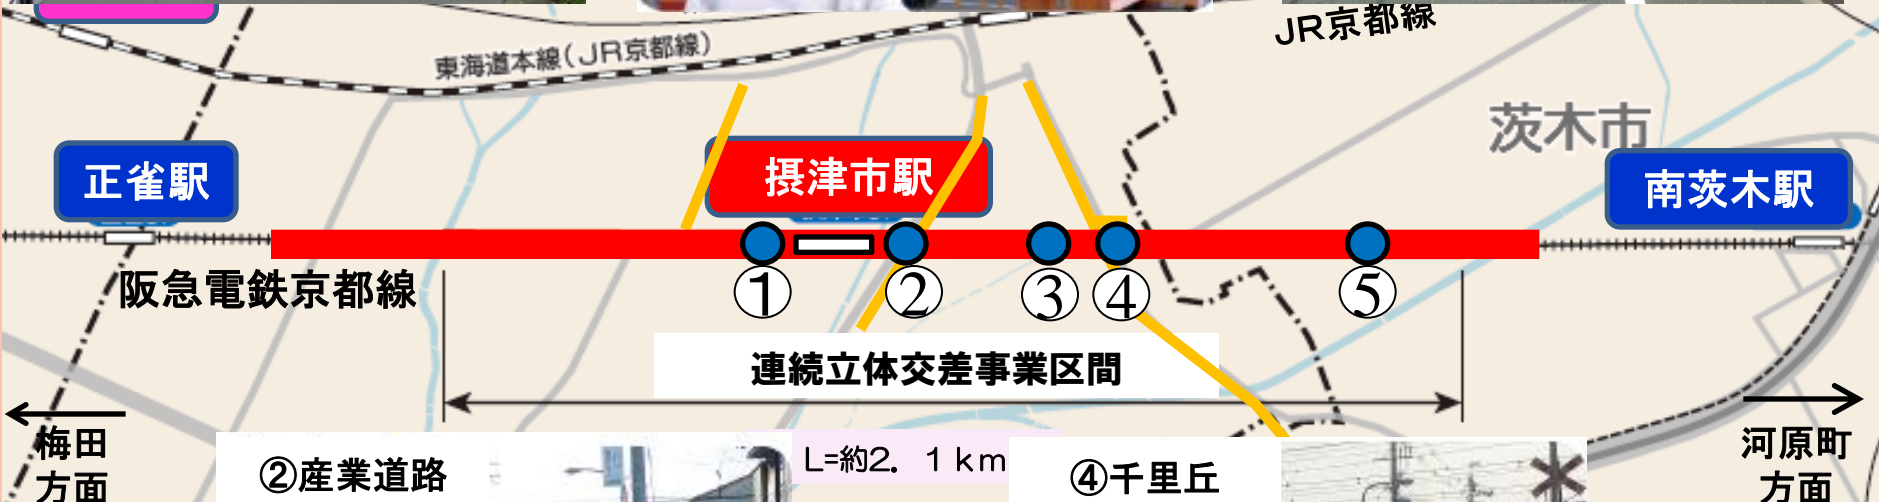 JR京都線
東海道本線(JR京都線)
茨木市
正雀駅
摂津市駅
南茨木駅
阪急電鉄京都線
① ② ③ ④ ⑤
連続立体交差事業区間
梅田
方面
河原町
方面
L=約2.1km
②産業道路
④千里丘